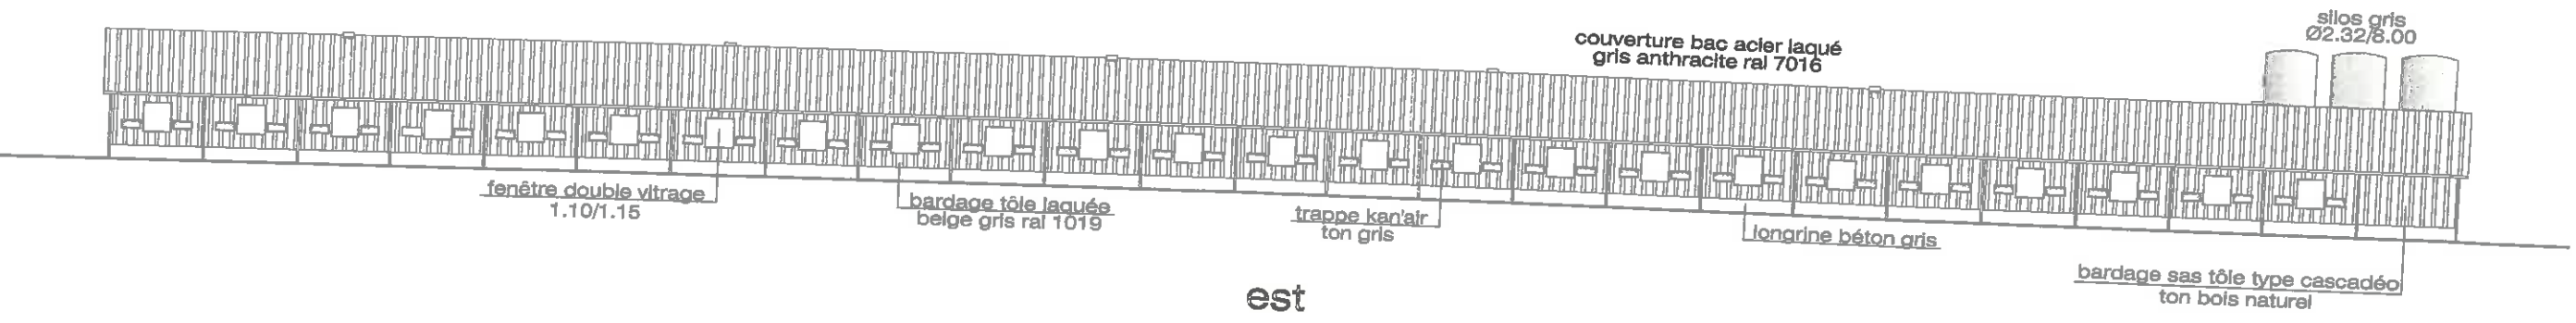 silos gris
Ø2.32/8.00
couverture bac acier laqué
gris anthracite ral 7016
fenêtre double vitrage
1.10/1.15
bardage tôle laquée
beige gris ral 1019
trappe kan'air
ton gris
longrine béton gris
bardage sas tôle type cascadéo
ton bois naturel
est